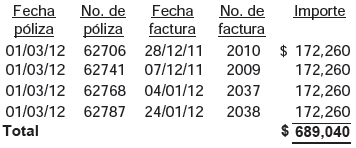 Fecha No. de Fecha No. de Importe
póliza póliza factura factura
01/03/12 62706 28/12/11 2010 $ 172,260
01/03/12 62741 07/12/11 2009 172,260
01/03/12 62768 04/01/12 2037 172,260
01/03/12 62787 24/01/12 2038 172,260
Total $ 689,040